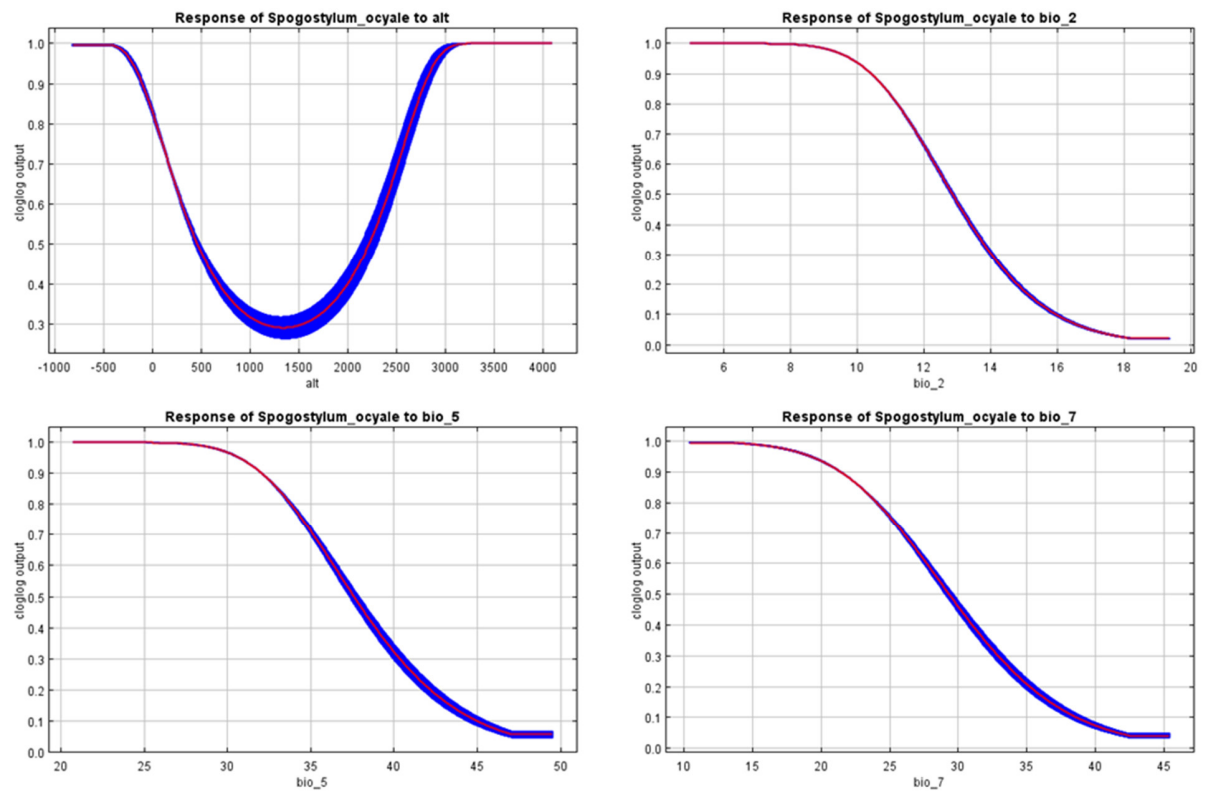 Response of Spogostylum_ocyale to alt
cloglog output
1.0
0.9
0.8
0.7
0.6
0.5
0.4
0.3
-1000 -500 0 500 1000 1500 2000 2500 3000 3500 4000
alt
Response of Spogostylum_ocyale to bio_2
cloglog output
1.0
0.9
0.8
0.7
0.6
0.5
0.4
0.3
0.2
0.1
0.0
6 8 10 12 14 16 18 20
bio_2
Response of Spogostylum_ocyale to bio_5
cloglog output
1.0
0.9
0.8
0.7
0.6
0.5
0.4
0.3
0.2
0.1
0.0
20 25 30 35 40 45 50
bio_5
Response of Spogostylum_ocyale to bio_7
cloglog output
1.0
0.9
0.8
0.7
0.6
0.5
0.4
0.3
0.2
0.1
0.0
10 15 20 25 30 35 40 45
bio_7